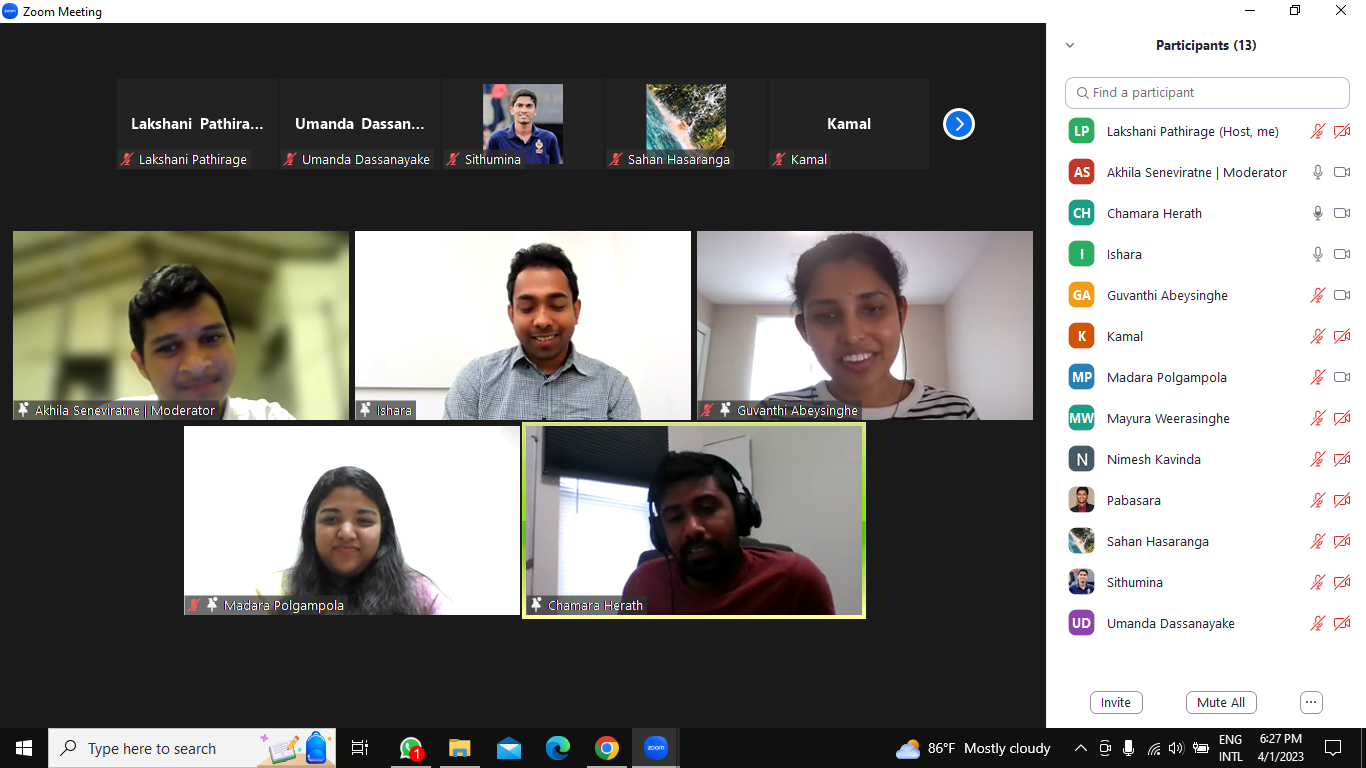 Zoom Meeting
Lakshani Pathira...
Umanda Dassan...
Kamal
Lakshani Pathirage
Umanda Dassanayake
Sithumina
Sahan Hasaranga
Kamal
Akhila Seneviratne | Moderator
Ishara
Guvanthi Abeysinghe
Madara Polgampola
Chamara Herath
Participants (13)
Find a participant
LP Lakshani Pathirage (Host, me)
AS Akhila Seneviratne | Moderator
CH Chamara Herath
I Ishara
GA Guvanthi Abeysinghe
K Kamal
MP Madara Polgampola
MW Mayura Weerasinghe
N Nimesh Kavinda
Pabasara
Sahan Hasaranga
Sithumina
UD Umanda Dassanayake
Invite
Mute All
...
Type here to search
1
zoom
86°F Mostly cloudy
ENG
INTL
6:27 PM
4/1/2023